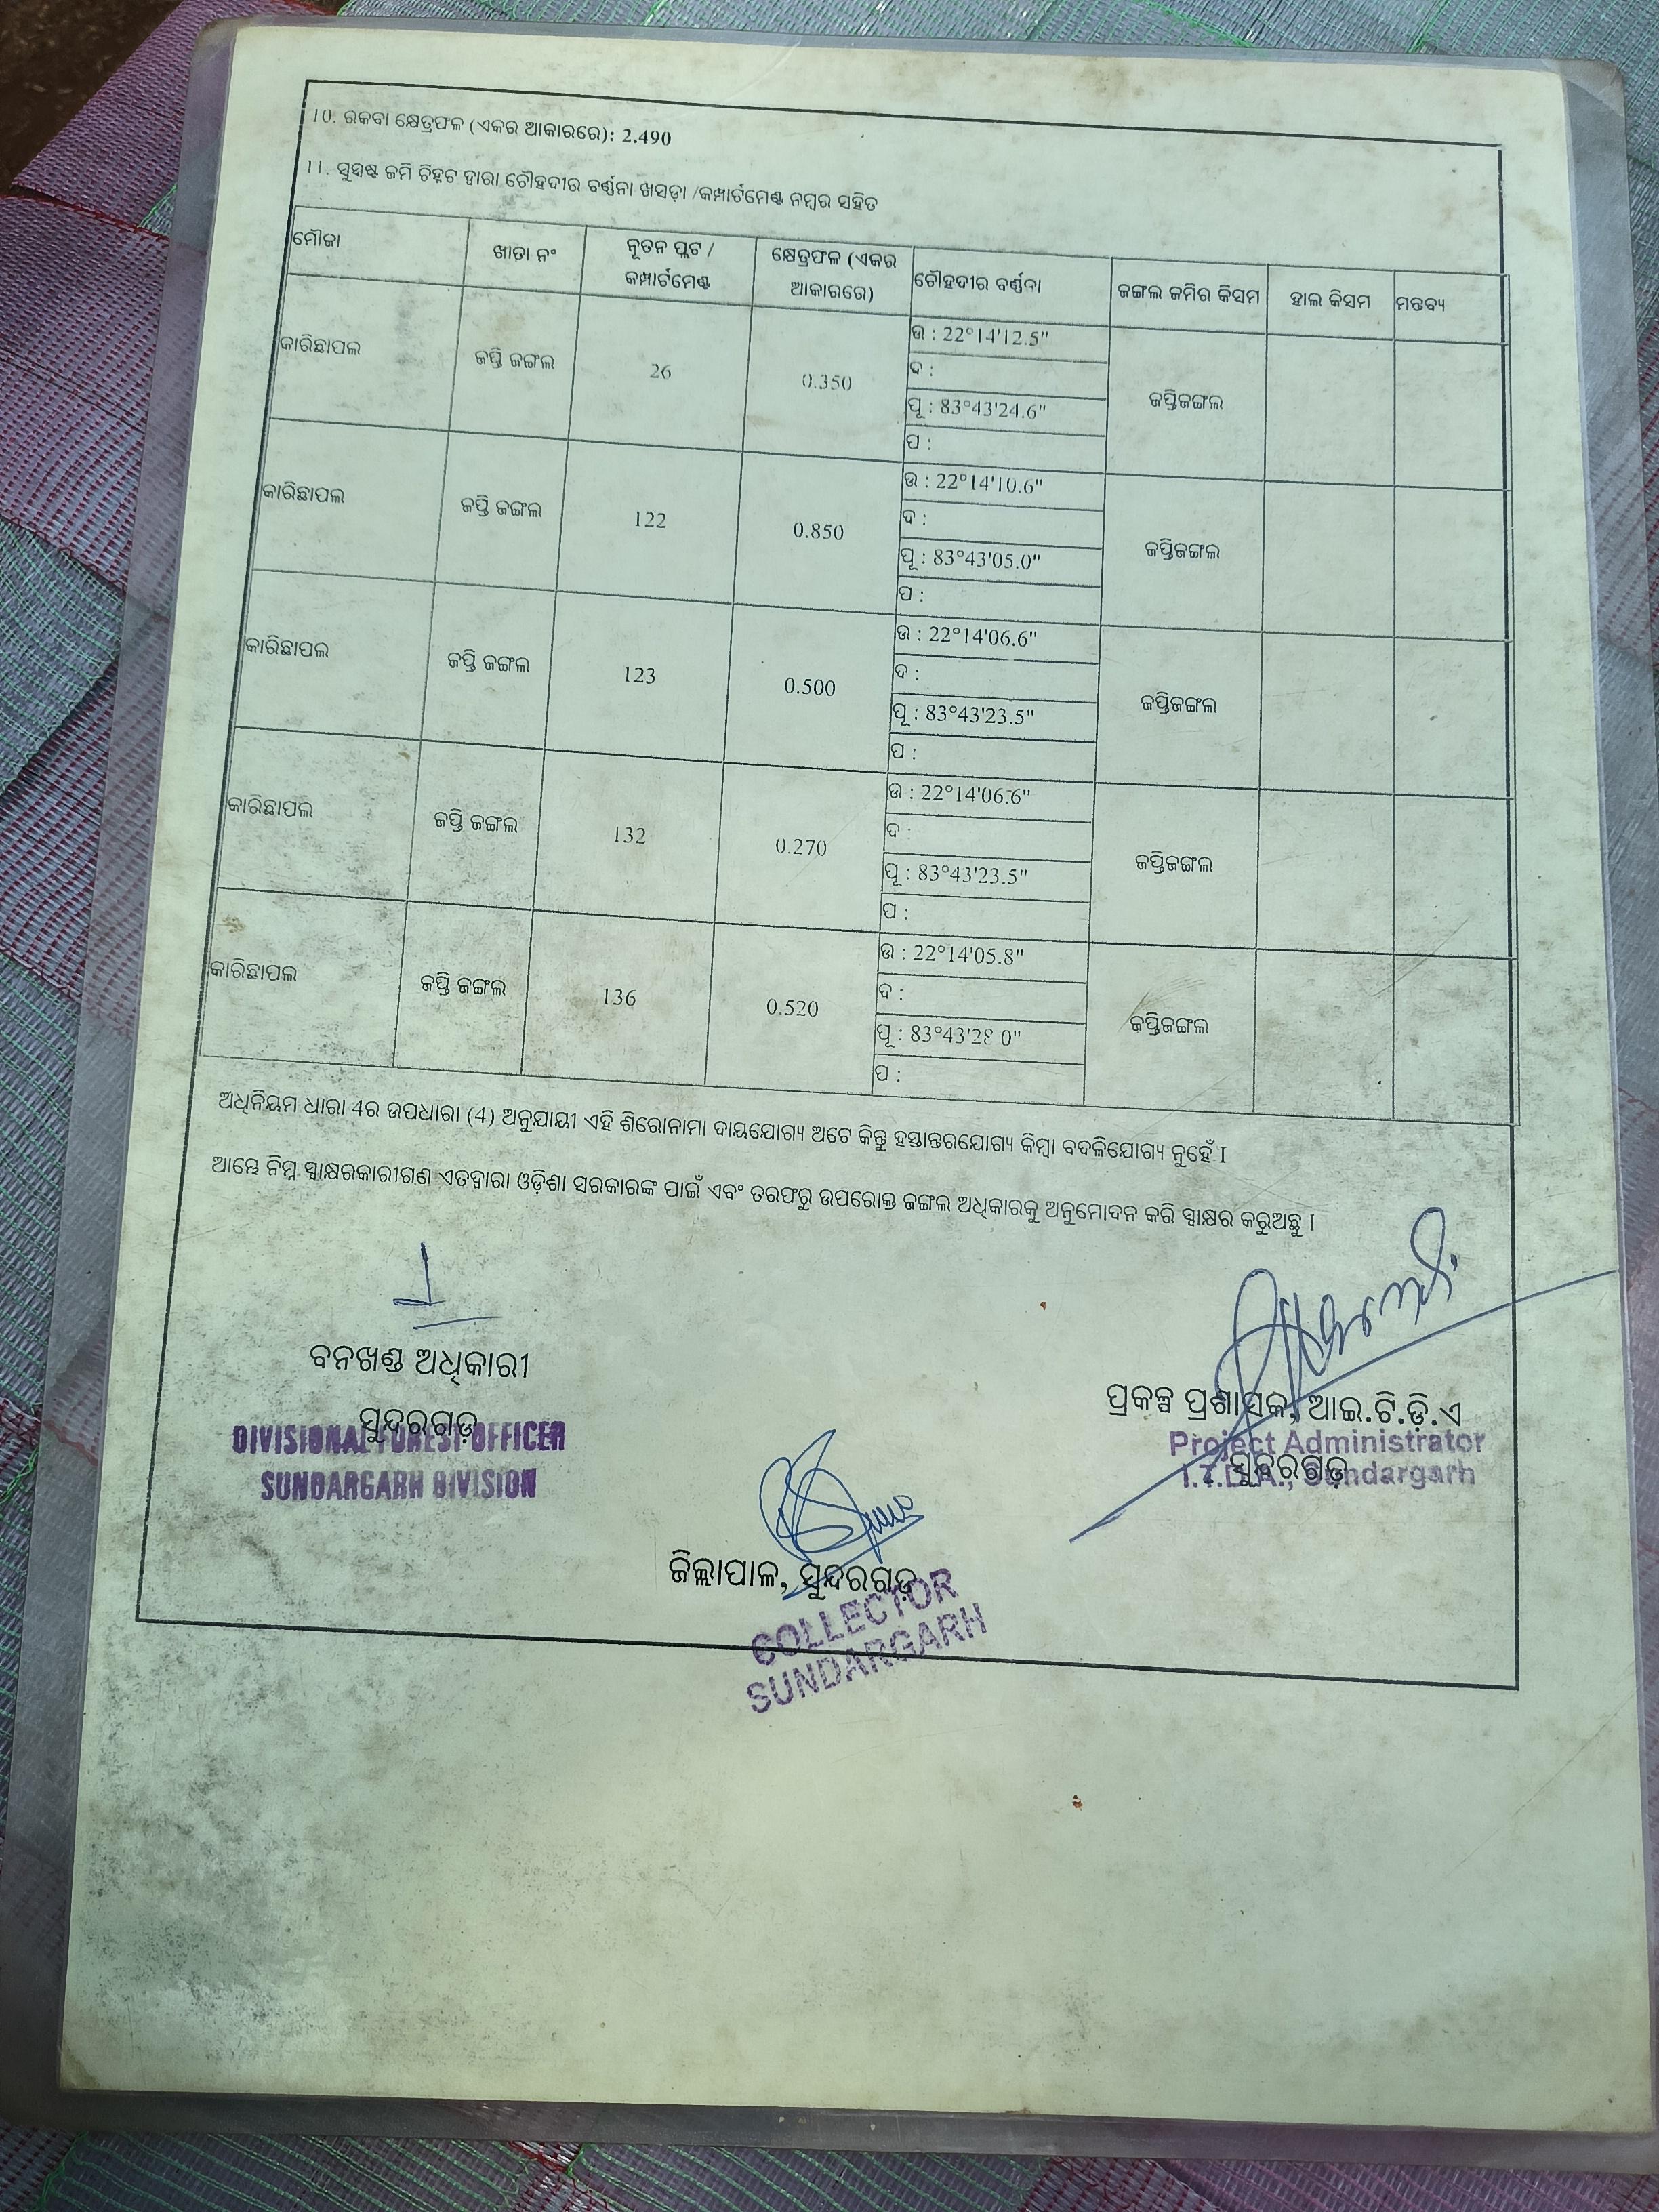 10. ରକବା କ୍ଷେତ୍ରଫଳ (ଏକର ଆକାରରେ): 2.490
11. ସୁସ୍ପଷ୍ଟ ଜମି ଚିହ୍ନଟ ଦ୍ୱାରା ଚୌହଦୀର ବର୍ଣ୍ଣନା ଖସଡ଼ା /କମ୍ପାର୍ଟମେଣ୍ଟ ନମ୍ବର ସହିତ
ମୌଜା ଖାତା ନଂ ନୂତନ ପ୍ଲଟ / କମ୍ପାର୍ଟମେଣ୍ଟ କ୍ଷେତ୍ରଫଳ (ଏକର ଆକାରରେ) ଚୌହଦୀର ବର୍ଣ୍ଣନା ଜଙ୍ଗଲ ଜମିର କିସମ ହାଲ କିସମ ମନ୍ତବ୍ୟ
କାରିଛାପଲ ଜପ୍ତି ଜଙ୍ଗଲ 26 0.350 ଉ : 22°14'12.5" ଜପ୍ତିଜଙ୍ଗଲ
ଦ :
ପୂ : 83°43'24.6"
ପ :
କାରିଛାପଲ ଜପ୍ତି ଜଙ୍ଗଲ 122 0.850 ଉ : 22°14'10.6" ଜପ୍ତିଜଙ୍ଗଲ
ଦ :
ପୂ : 83°43'05.0"
ପ :
କାରିଛାପଲ ଜପ୍ତି ଜଙ୍ଗଲ 123 0.500 ଉ : 22°14'06.6" ଜପ୍ତିଜଙ୍ଗଲ
ଦ :
ପୂ : 83°43'23.5"
ପ :
କାରିଛାପଲ ଜପ୍ତି ଜଙ୍ଗଲ 132 0.270 ଉ : 22°14'06.6" ଜପ୍ତିଜଙ୍ଗଲ
ଦ :
ପୂ : 83°43'23.5"
ପ :
କାରିଛାପଲ ଜପ୍ତି ଜଙ୍ଗଲ 136 0.520 ଉ : 22°14'05.8" ଜପ୍ତିଜଙ୍ଗଲ
ଦ :
ପୂ :
ପ :
ଅଧିନିୟମ ଧାରା 4ର ଉପଧାରା (4) ଅନୁଯାୟୀ ଏହି ଶିରୋନାମା ଦାୟଯୋଗ୍ୟ ଅଟେ କିନ୍ତୁ ହସ୍ତାନ୍ତରଯୋଗ୍ୟ କିମ୍ବା ବଦଳିଯୋଗ୍ୟ ନୁହେଁ I
ଆମ୍ଭେ ନିମ୍ନ ସ୍ୱାକ୍ଷରକାରୀଗଣ ଏତଦ୍ୱାରା ଓଡ଼ିଶା ସରକାରଙ୍କ ପାଇଁ ଏବଂ ତରଫରୁ ଉପରୋକ୍ତ ଜଙ୍ଗଲ ଅଧିକାରକୁ ଅନୁମୋଦନ କରି ସ୍ୱାକ୍ଷର କରୁଅଛୁ I
ବନଖଣ୍ଡ ଅଧିକାରୀ
ସୁନ୍ଦରଗଡ଼
DIVISIONAL FOREST OFFICER
SUNDARGARH DIVISION
ପ୍ରକଳ୍ପ ପ୍ରଶାସକ, ଆଇ.ଟି.ଡ଼ି.ଏ
ସୁନ୍ଦରଗଡ଼
Project Administrator
I.T.D.A., Sundargarh
ଜିଲ୍ଲାପାଳ, ସୁନ୍ଦରଗଡ଼
COLLECTOR
SUNDARGARH